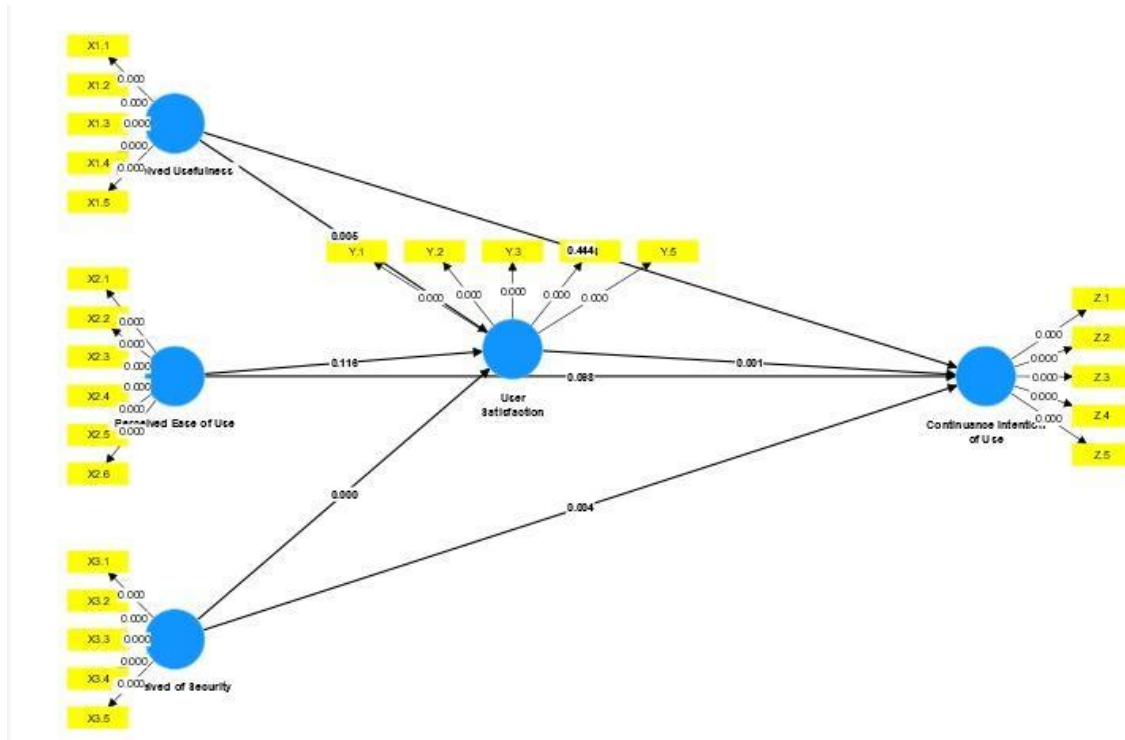 X1.1
0.000
X1.2
0.000
X1.3
0.000
0.000
X1.4
0.000
Usefulness
X1.5
0.005
Y.1
Y.2
Y.3
0.444
Y.5
0.000
0.000
0.000
0.000
0.000
X2.1
X2.2
0.000
0.000
X2.3
0.000
0.000
X2.4
0.000
Perceived Ease of Use
0.000
X2.5
X2.6
0.116
0.001
User
Satisfaction
Z.1
0.000
Z.2
0.000
0.000
Z.3
0.000
Z.4
0.000
Continuance Intention
of Use
Z.5
0.000
0.004
X3.1
0.000
X3.2
0.000
X3.3
0.000
0.000
X3.4
0.000
of Security
X3.5